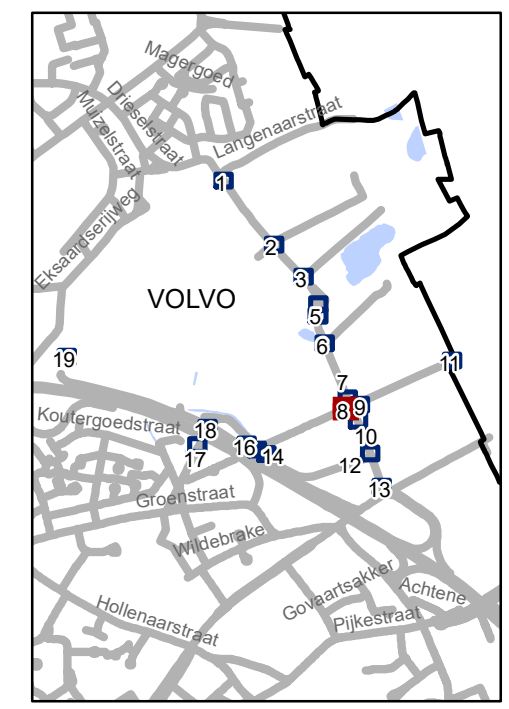 Magergoed
Drieselstraat
Muizelstraat
Langenaarstraat
1
Eksaardserijweg
2
3
VOLVO
5
6
19
11
7
8
9
Koutergoedstraat
18
10
17
16
14
12
13
Groenstraat
Wildebrake
Govaartsakker
Achtene
Hollenaarstraat
Pijkestraat